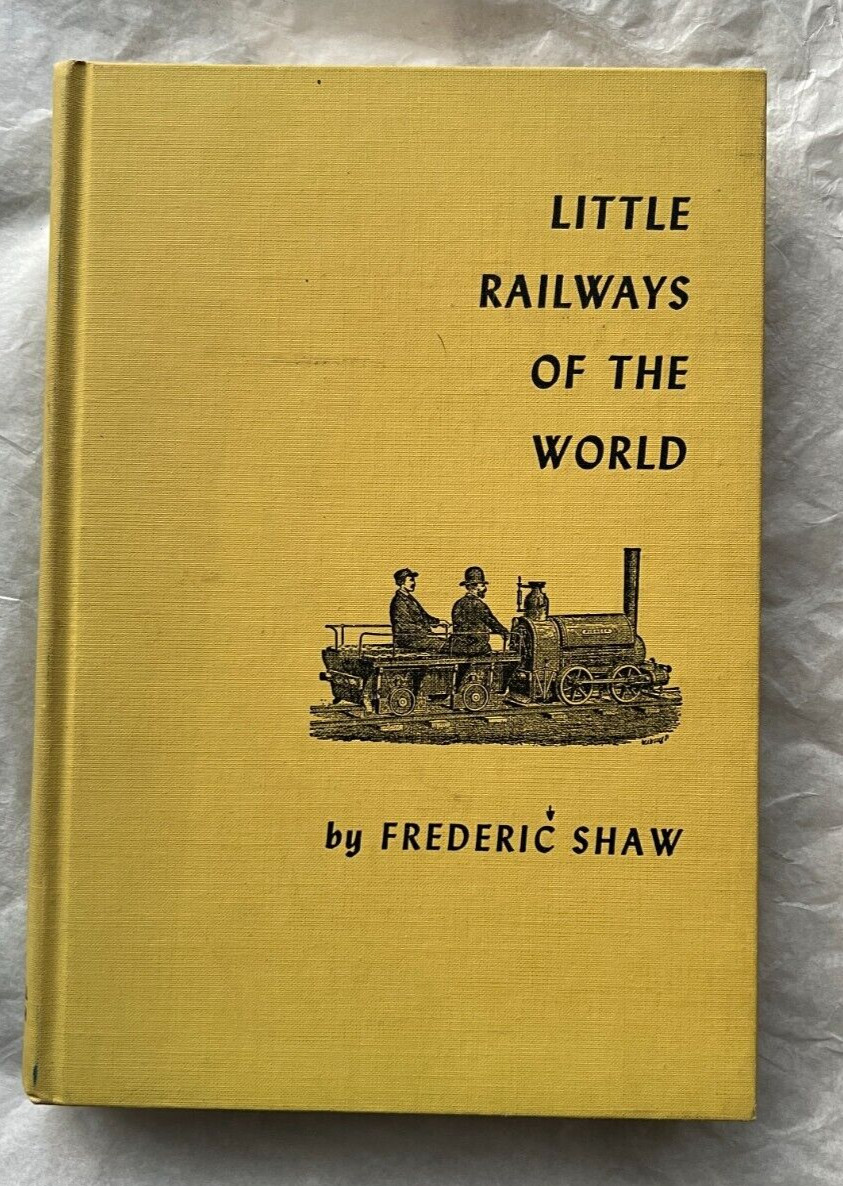 LITTLE
RAILWAYS
OF THE
WORLD
by FREDERIC SHAW